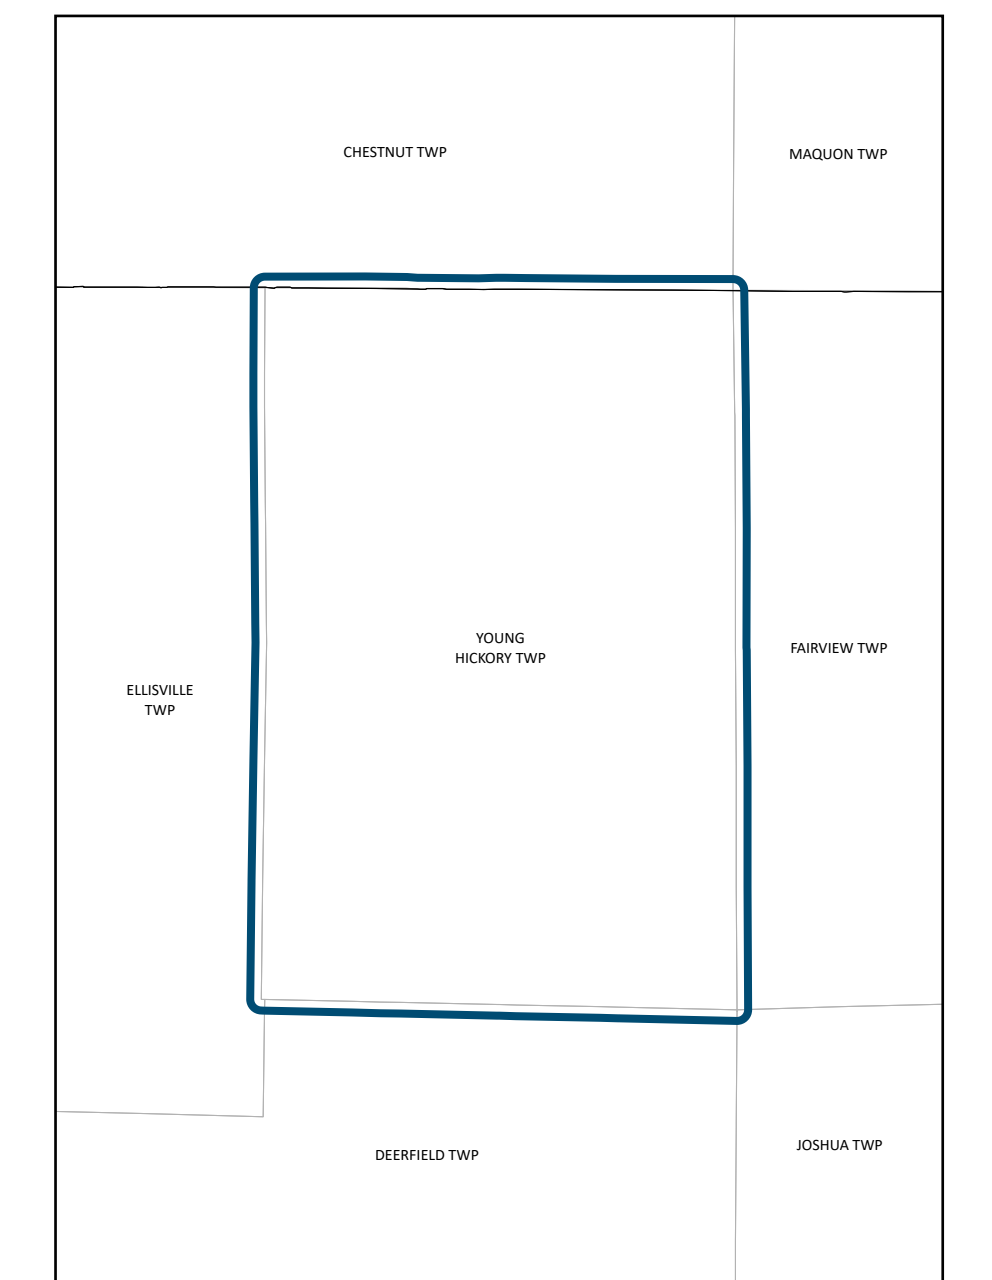 CHESTNUT TWP
MAQUON TWP
YOUNG
HICKORY TWP
FAIRVIEW TWP
ELLISVILLE
TWP
DEERFIELD TWP
JOSHUA TWP